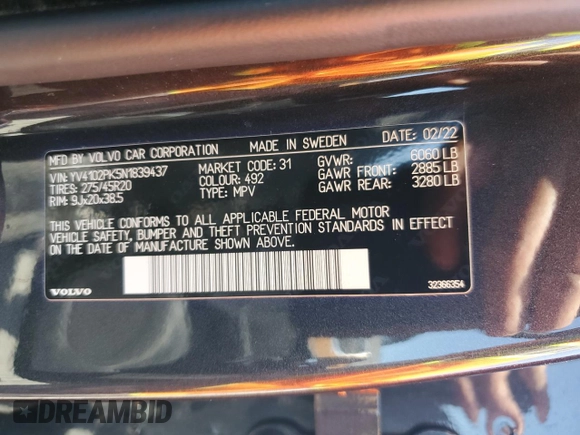 MFD BY VOLVO CAR CORPORATION MADE IN SWEDEN DATE: 02/22
VIN: YV4102PK5N1839437 MARKET CODE: 31 GVWR: 6060 LB
TIRES: 275/45R20 COLOUR: 492 GAWR FRONT: 2885 LB
RIM: 9Jx20x38.5 TYPE: MPV GAWR REAR: 3280 LB
THIS VEHICLE CONFORMS TO ALL APPLICABLE FEDERAL MOTOR
VEHICLE SAFETY, BUMPER AND THEFT PREVENTION STANDARDS IN EFFECT
ON THE DATE OF MANUFACTURE SHOWN ABOVE.
VOLVO 32366354
DREAMBID